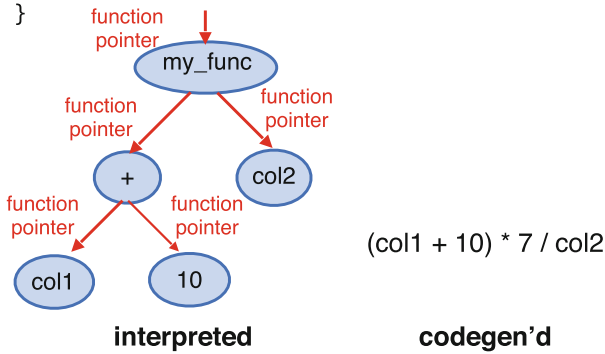 }
function
pointer
my_func
function
pointer
function
pointer
+
col2
function
pointer
function
pointer
col1
10
(col1 + 10) * 7 / col2
interpreted
codegen’d